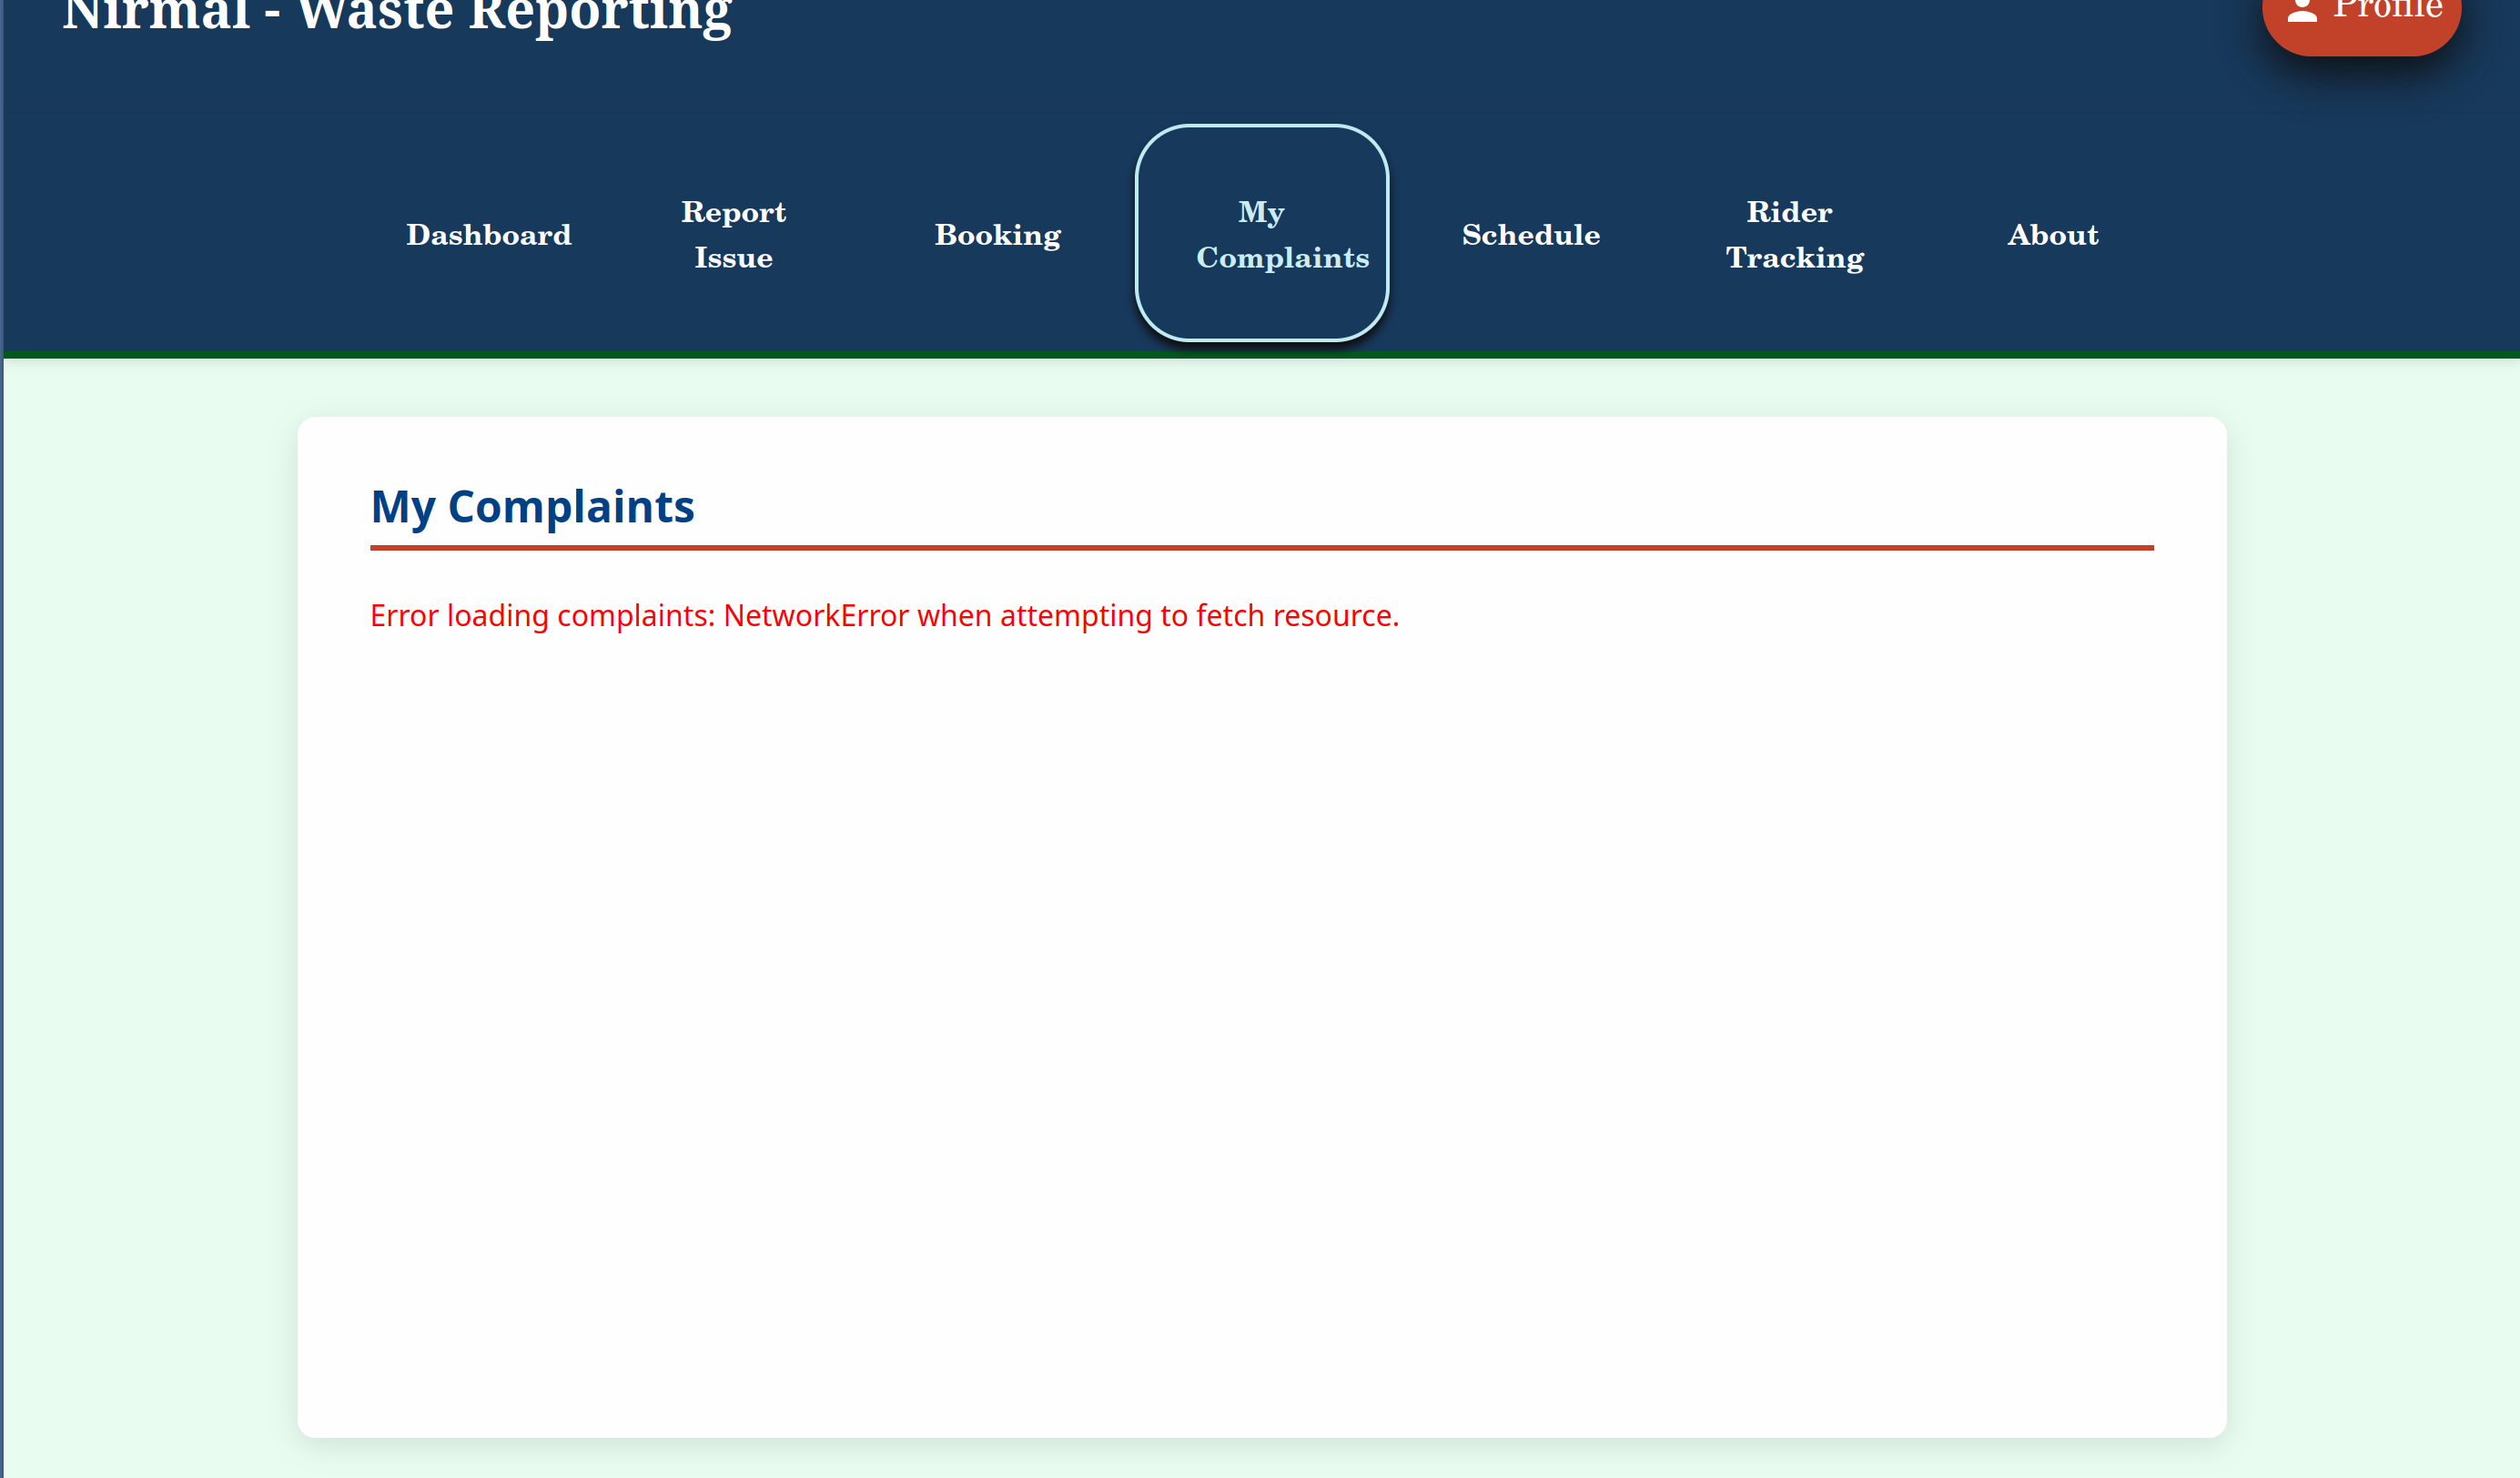 Nirmal - Waste Reporting
Profile
Dashboard
Report
Issue
Booking
My
Complaints
Schedule
Rider
Tracking
About
My Complaints
Error loading complaints: NetworkError when attempting to fetch resource.